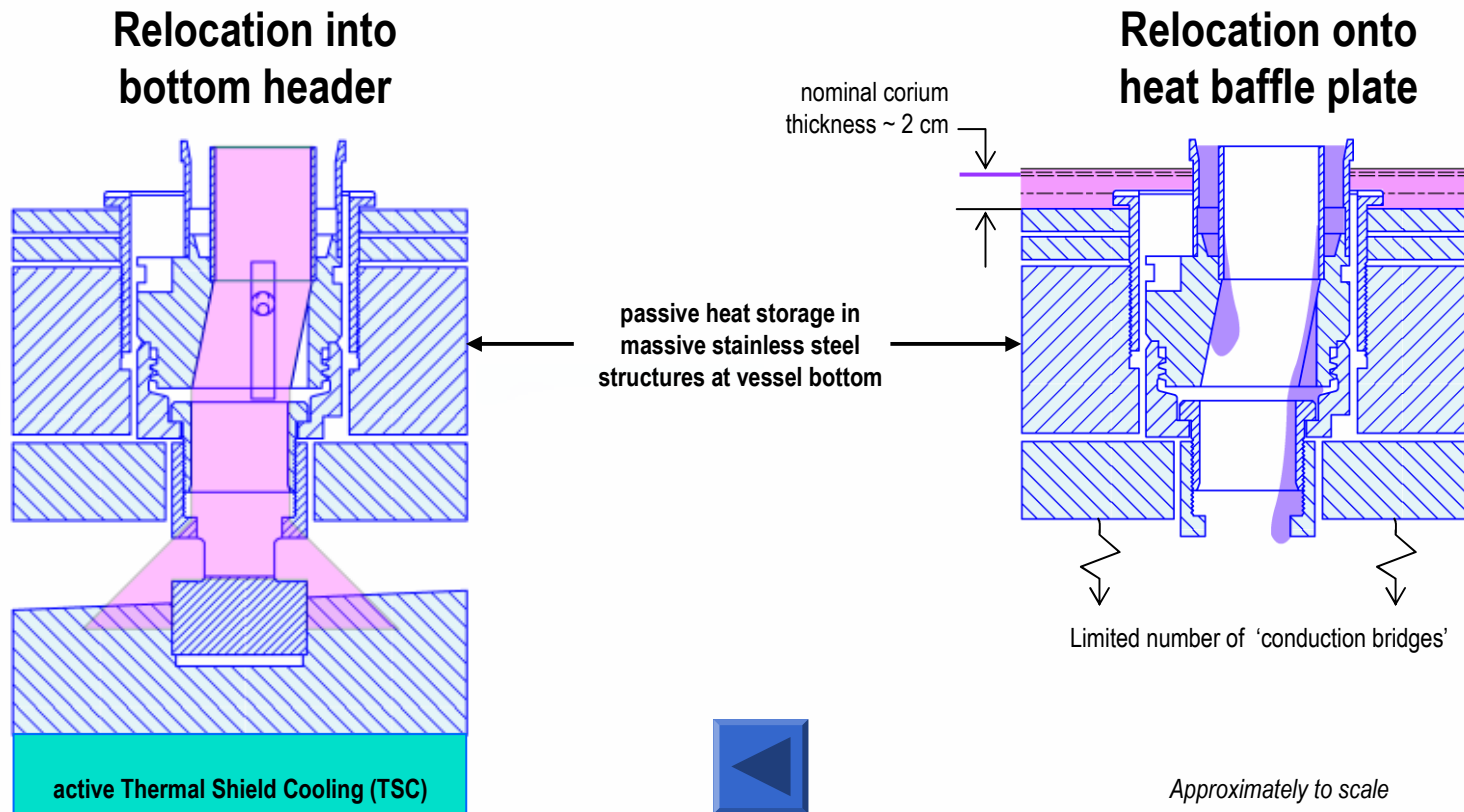 Relocation into
bottom header
Relocation onto
heat baffle plate
nominal corium
thickness ~ 2 cm
passive heat storage in
massive stainless steel
structures at vessel bottom
Limited number of 'conduction bridges'
active Thermal Shield Cooling (TSC)
Approximately to scale